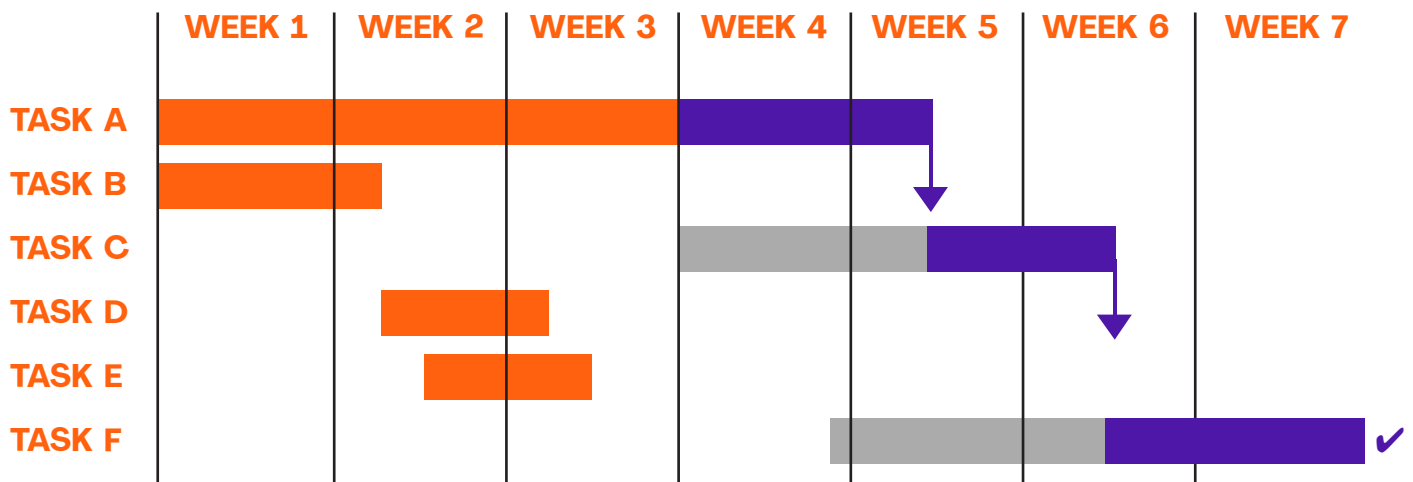 WEEK 1 WEEK 2 WEEK 3 WEEK 4 WEEK 5 WEEK 6 WEEK 7
TASK A
TASK B
TASK C
TASK D
TASK E
TASK F